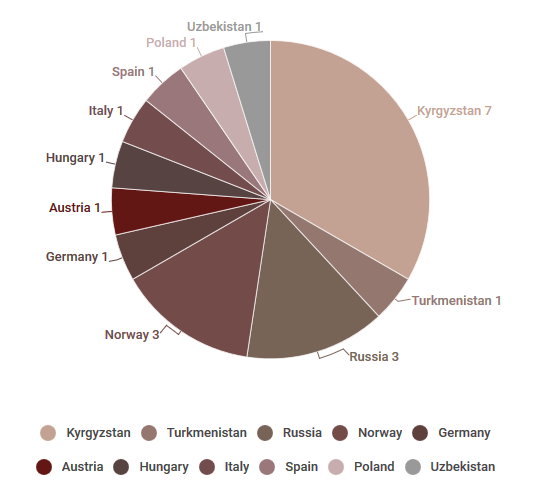 Uzbekistan 1
Poland 1
Spain 1
Italy 1
Hungary 1
Austria 1
Germany 1
Norway 3
Kyrgyzstan 7
Turkmenistan 1
Russia 3
Kyrgyzstan Turkmenistan Russia Norway Germany
Austria Hungary Italy Spain Poland Uzbekistan